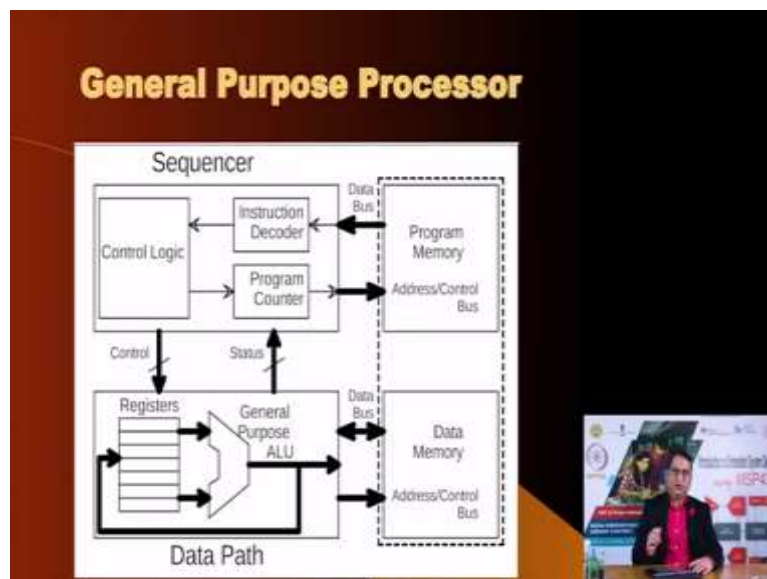 General Purpose Processor
Sequencer
Data
Bus
Instruction
Decoder
Control Logic
Program
Memory
Program
Counter
Address/Control
Bus
Control
Status
Registers
General
Purpose
ALU
Data
Bus
Data
Memory
Address/Control
Bus
Data Path